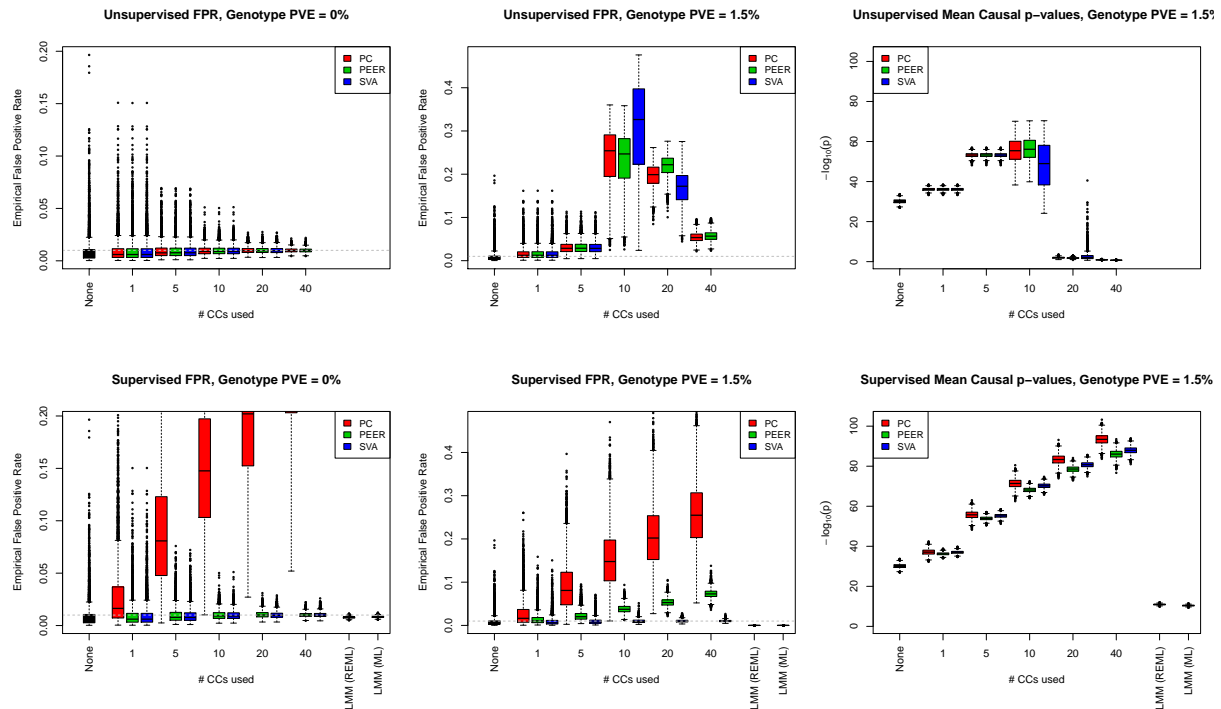 Unsupervised FPR, Genotype PVE = 0%
Empirical False Positive Rate
0.20
0.15
0.10
0.05
0.00
PC
PEER
SVA
None
1
5
10
20
40
# CCs used
Unsupervised FPR, Genotype PVE = 1.5%
Empirical False Positive Rate
0.4
0.3
0.2
0.1
0.0
PC
PEER
SVA
None
1
5
10
20
40
# CCs used
Unsupervised Mean Causal p−values, Genotype PVE = 1.5%
−log10(p)
100
80
60
40
20
0
PC
PEER
SVA
None
1
5
10
20
40
# CCs used
Supervised FPR, Genotype PVE = 0%
Empirical False Positive Rate
0.20
0.15
0.10
0.05
0.00
PC
PEER
SVA
None
1
5
10
20
40
LMM (REML)
LMM (ML)
# CCs used
Supervised FPR, Genotype PVE = 1.5%
Empirical False Positive Rate
0.4
0.3
0.2
0.1
0.0
PC
PEER
SVA
None
1
5
10
20
40
LMM (REML)
LMM (ML)
# CCs used
Supervised Mean Causal p−values, Genotype PVE = 1.5%
−log10(p)
100
80
60
40
20
0
PC
PEER
SVA
None
1
5
10
20
40
LMM (REML)
LMM (ML)
# CCs used